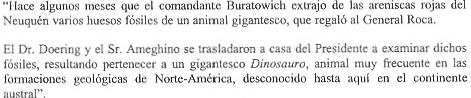 “Hace algunos meses que el comandante Buratowich extrajo de las areniscas rojas del
Neuquén varios huesos fósiles de un animal gigantesco, que regaló al General Roca.
El Dr. Doering y el Sr. Ameghino se trasladaron a casa del Presidente a examinar dichos
fósiles, resultando pertenecer a un gigantesco Dinosauro, animal muy frecuente en las
formaciones geológicas de Norte-América, desconocido hasta aquí en el continente
austral”.